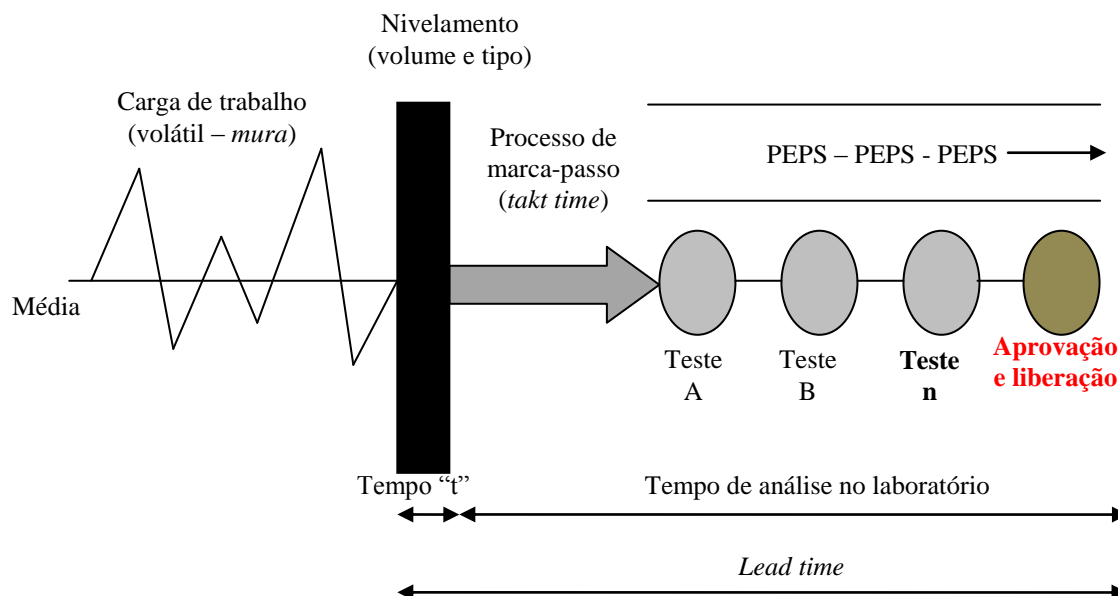 Nivelamento
(volume e tipo)
Carga de trabalho
(volátil – mura)
Processo de
marca-passo
(takt time)
PEPS – PEPS - PEPS
Média
Teste
A
Teste
B
Teste
n
Aprovação
e liberação
Tempo “t”
Tempo de análise no laboratório
Lead time